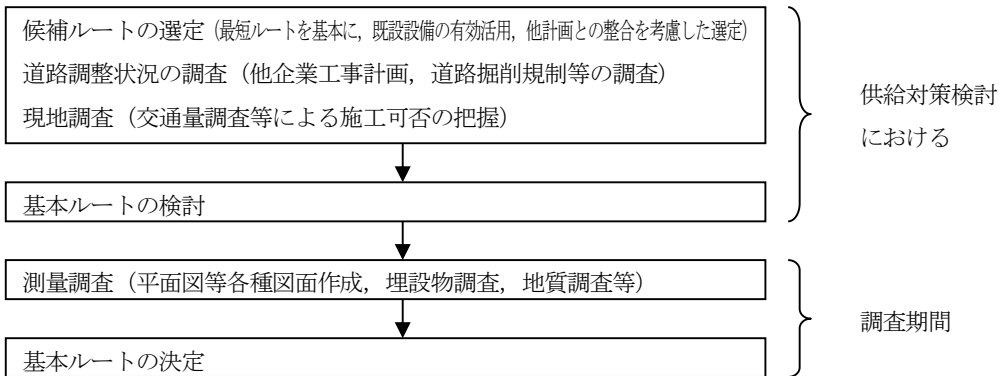 候補ルートの選定（最短ルートを基本に，既設設備の有効活用，他計画との整合を考慮した選定）
道路調整状況の調査（他企業工事計画，道路掘削規制等の調査）
現地調査（交通量調査等による施工可否の把握）
供給対策検討
における
基本ルートの検討
測量調査（平面図等各種図面作成，埋設物調査，地質調査等）
調査期間
基本ルートの決定